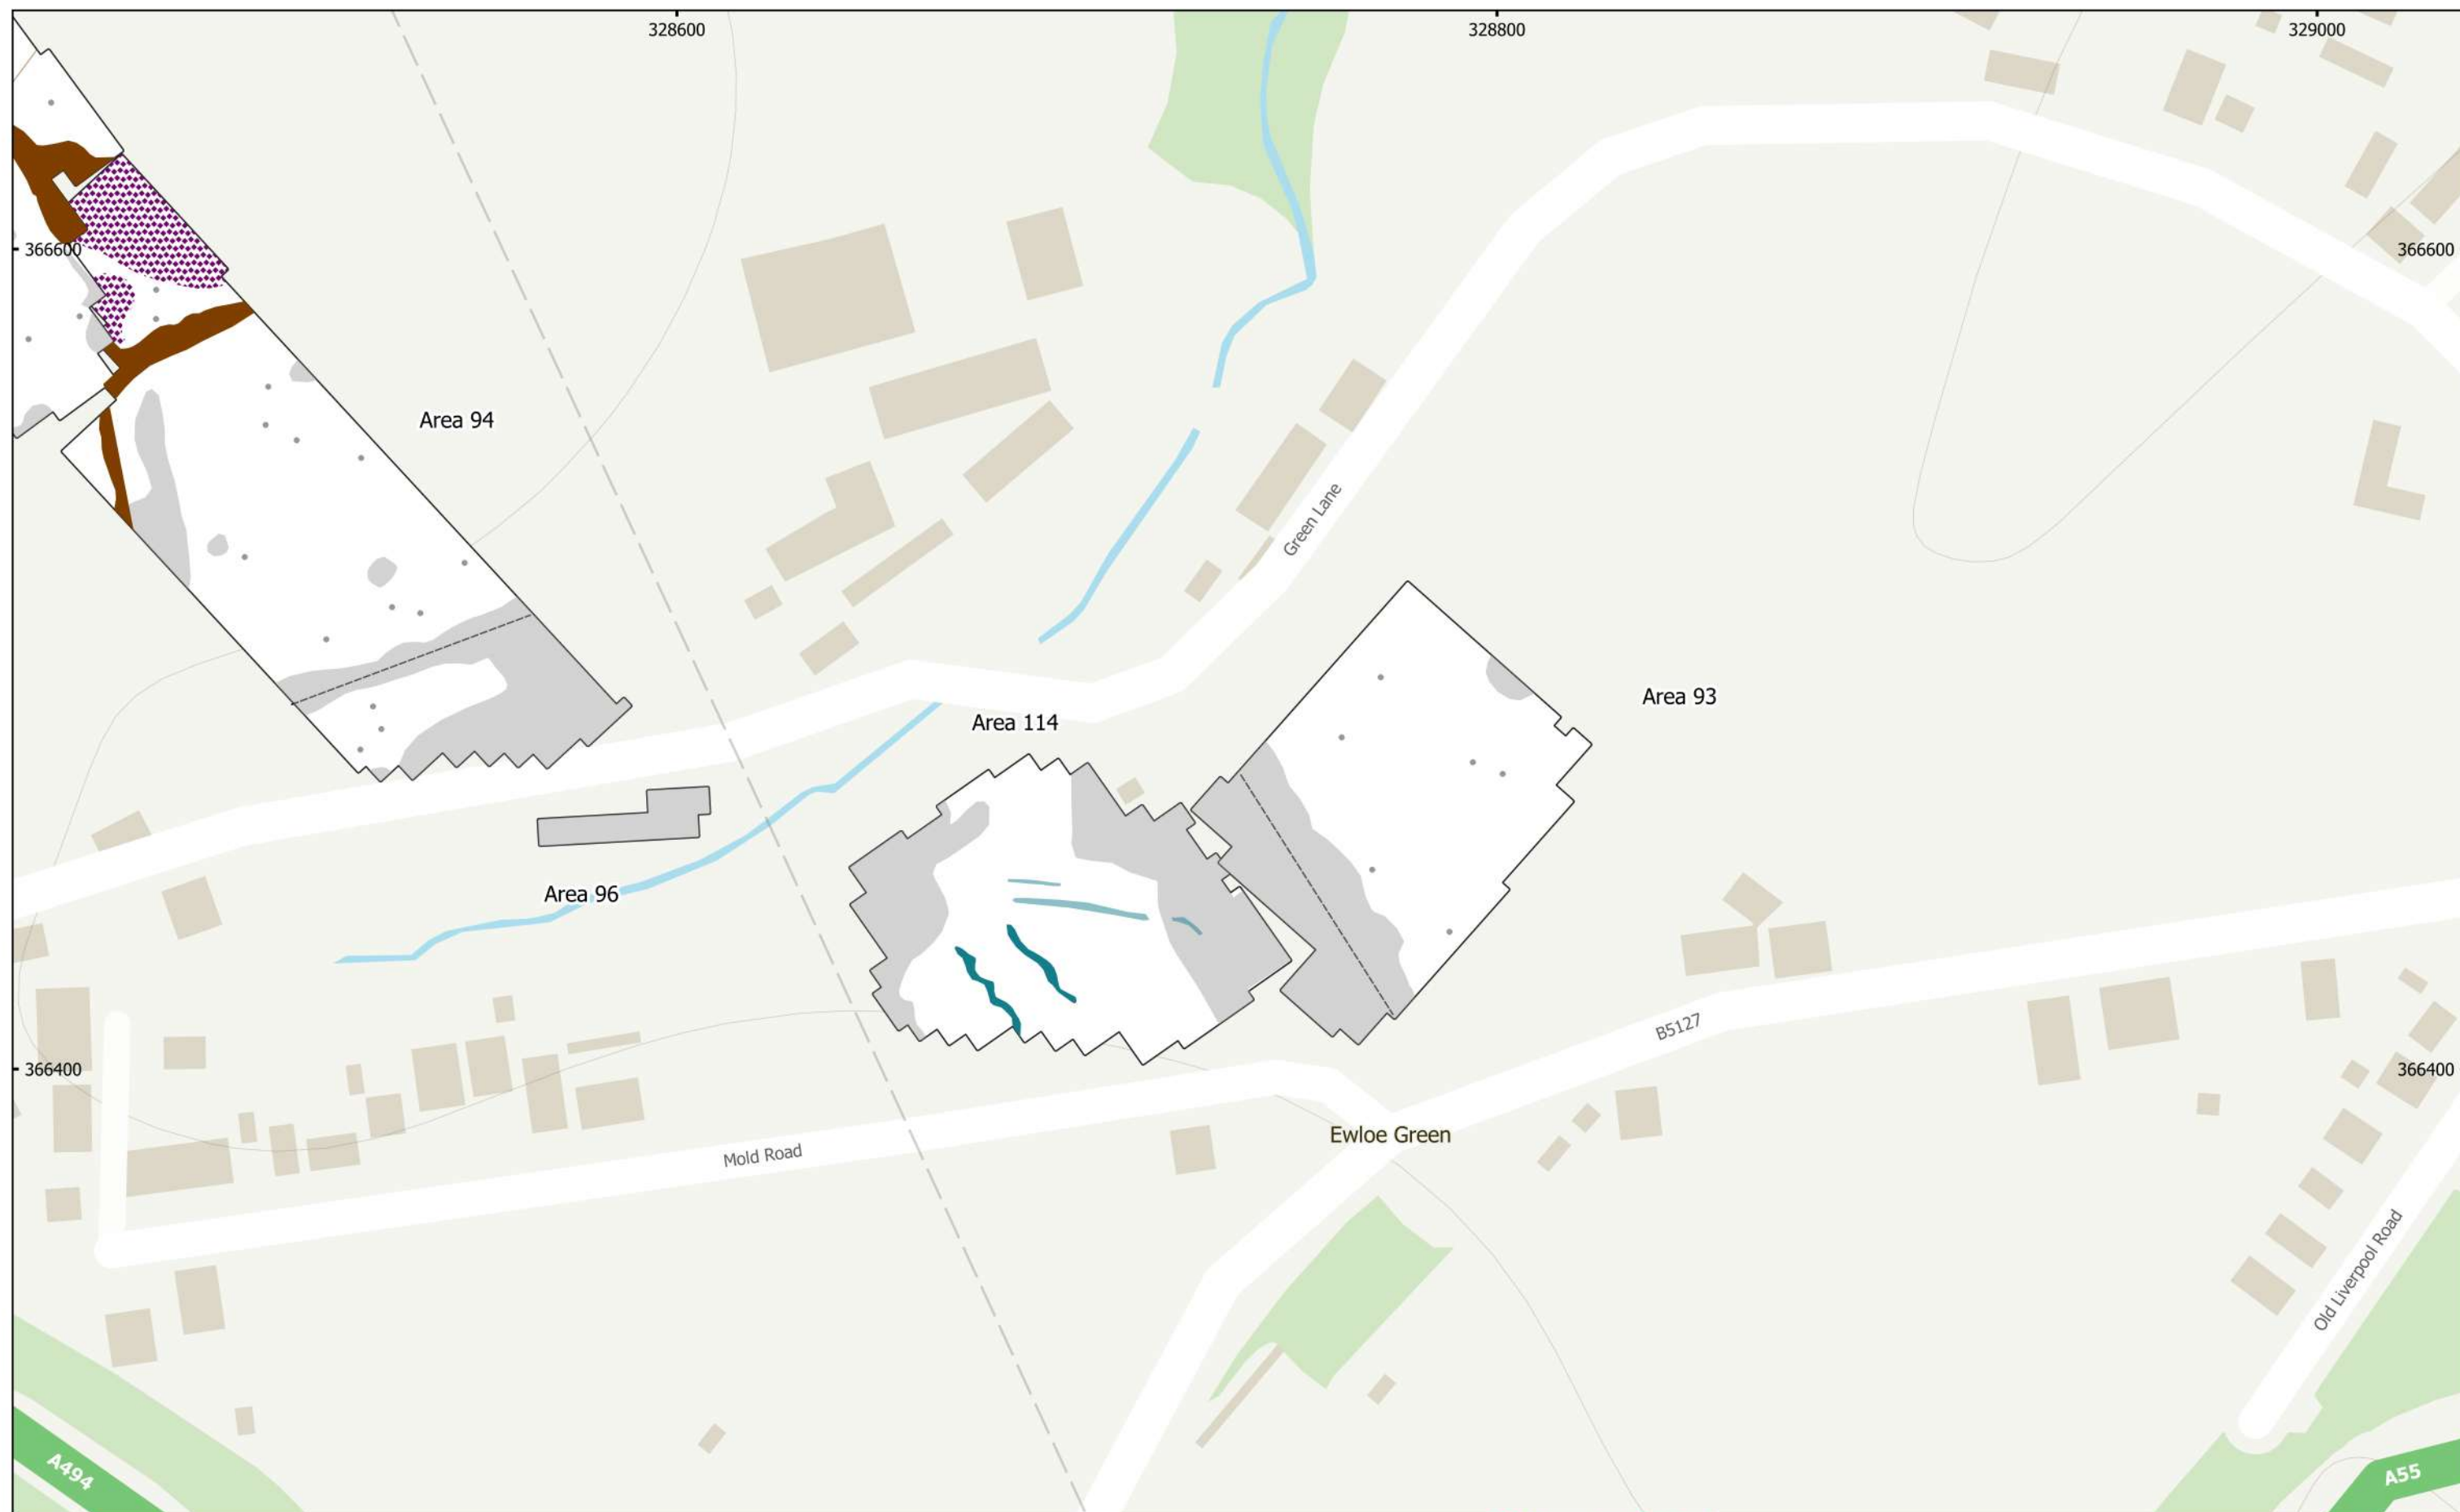 328600
328800
329000
366600
366600
Area 94
Green Lane
Area 93
Area 114
Area 96
366400
366400
B5127
Ewloe Green
Mold Road
Old Liverpool Road
A494
A55